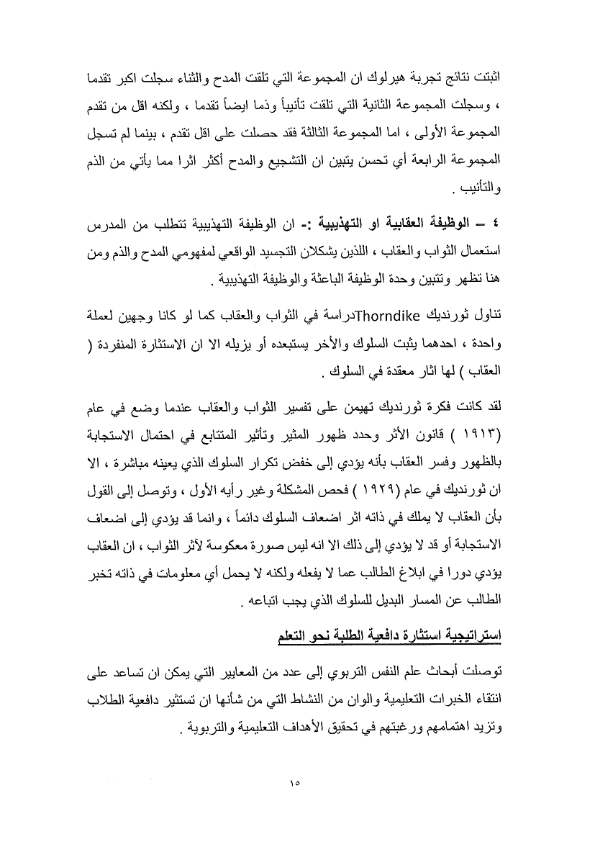 اثبتت نتائج تجربة هيرلوك ان المجموعة التي تلقت المدح والثناء سجلت اكبر تقدما
، وسجلت المجموعة الثانية التي تلقت تأنيباً وذما ايضاً تقدما ، ولكنه اقل من تقدم
المجموعة الأولى ، اما المجموعة الثالثة فقد حصلت على اقل تقدم ، بينما لم تسجل
المجموعة الرابعة أي تحسن يتبين ان التشجيع والمدح أكثر اثرا مما يأتي من الذم
والتأنيب .
٤ – الوظيفة العقابية او التهذيبية :- ان الوظيفة التهذيبية تتطلب من المدرس
استعمال الثواب والعقاب ، اللذين يشكلان التجسيد الواقعي لمفهومي المدح والذم ومن
هنا تظهر وتتبين وحدة الوظيفة الباعثة والوظيفة التهذيبية .
تناول ثورنديك Thorndikeدراسة في الثواب والعقاب كما لو كانا وجهين لعملة
واحدة ، احدهما يثبت السلوك والأخر يستبعده أو يزيله الا ان الاستثارة المنفردة (
العقاب ) لها اثار معقدة في السلوك .
لقد كانت فكرة ثورنديك تهيمن على تفسير الثواب والعقاب عندما وضع في عام
(١٩١٣ ) قانون الأثر وحدد ظهور المثير وتأثير المتتابع في احتمال الاستجابة
بالظهور وفسر العقاب بأنه يؤدي إلى خفض تكرار السلوك الذي يعينه مباشرة ، الا
ان ثورنديك في عام (١٩٢٩ ) فحص المشكلة وغير رأيه الأول ، وتوصل إلى القول
بأن العقاب لا يملك في ذاته اثر اضعاف السلوك دائماً ، وانما قد يؤدي إلى اضعاف
الاستجابة أو قد لا يؤدي إلى ذلك الا انه ليس صورة معكوسة لآثر الثواب ، ان العقاب
يؤدي دورا في ابلاغ الطالب عما لا يفعله ولكنه لا يحمل أي معلومات في ذاته تخبر
الطالب عن المسار البديل للسلوك الذي يجب اتباعه .
استراتيجية استثارة دافعية الطلبة نحو التعلم
توصلت أبحاث علم النفس التربوي إلى عدد من المعايير التي يمكن ان تساعد على
انتقاء الخبرات التعليمية والوان من النشاط التي من شأنها ان تستثير دافعية الطلاب
وتزيد اهتمامهم ورغبتهم في تحقيق الأهداف التعليمية والتربوية .
١٥